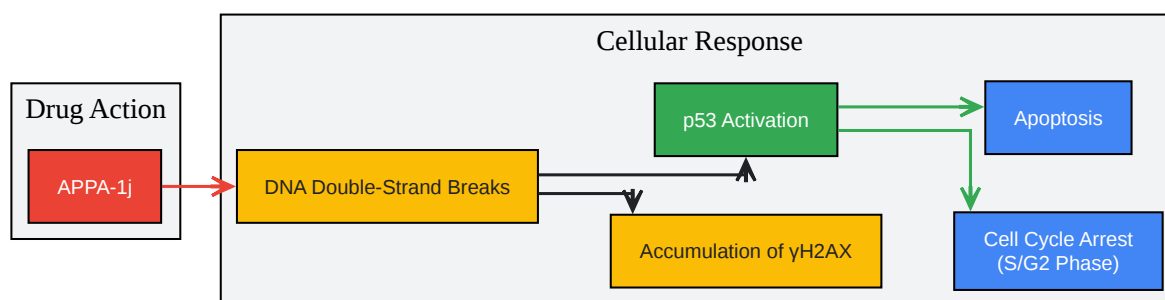 Cellular Response
Drug Action
APPA-1j
DNA Double-Strand Breaks
p53 Activation
Accumulation of γH2AX
Apoptosis
Cell Cycle Arrest
(S/G2 Phase)